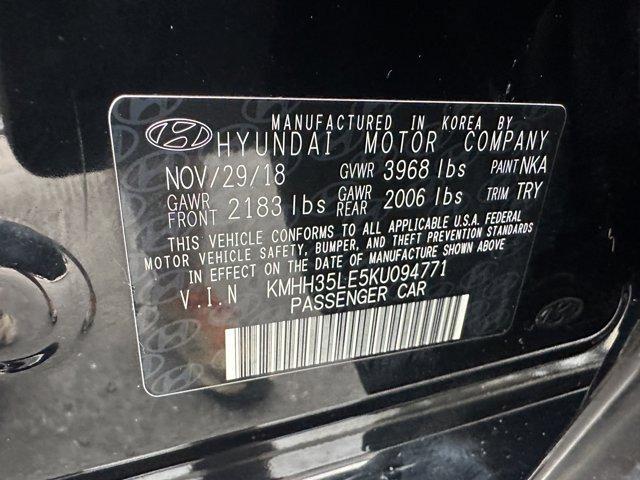 MANUFACTURED IN KOREA BY
HYUNDAI MOTOR COMPANY
NOV/29/18 GVWR 3968 lbs PAINT NKA
GAWR FRONT 2183 lbs GAWR REAR 2006 lbs TRIM TRY
THIS VEHICLE CONFORMS TO ALL APPLICABLE U.S.A. FEDERAL
MOTOR VEHICLE SAFETY, BUMPER, AND THEFT PREVENTION STANDARDS
IN EFFECT ON THE DATE OF MANUFACTURE SHOWN ABOVE
V.I.N KMHH35LE5KU094771
PASSENGER CAR